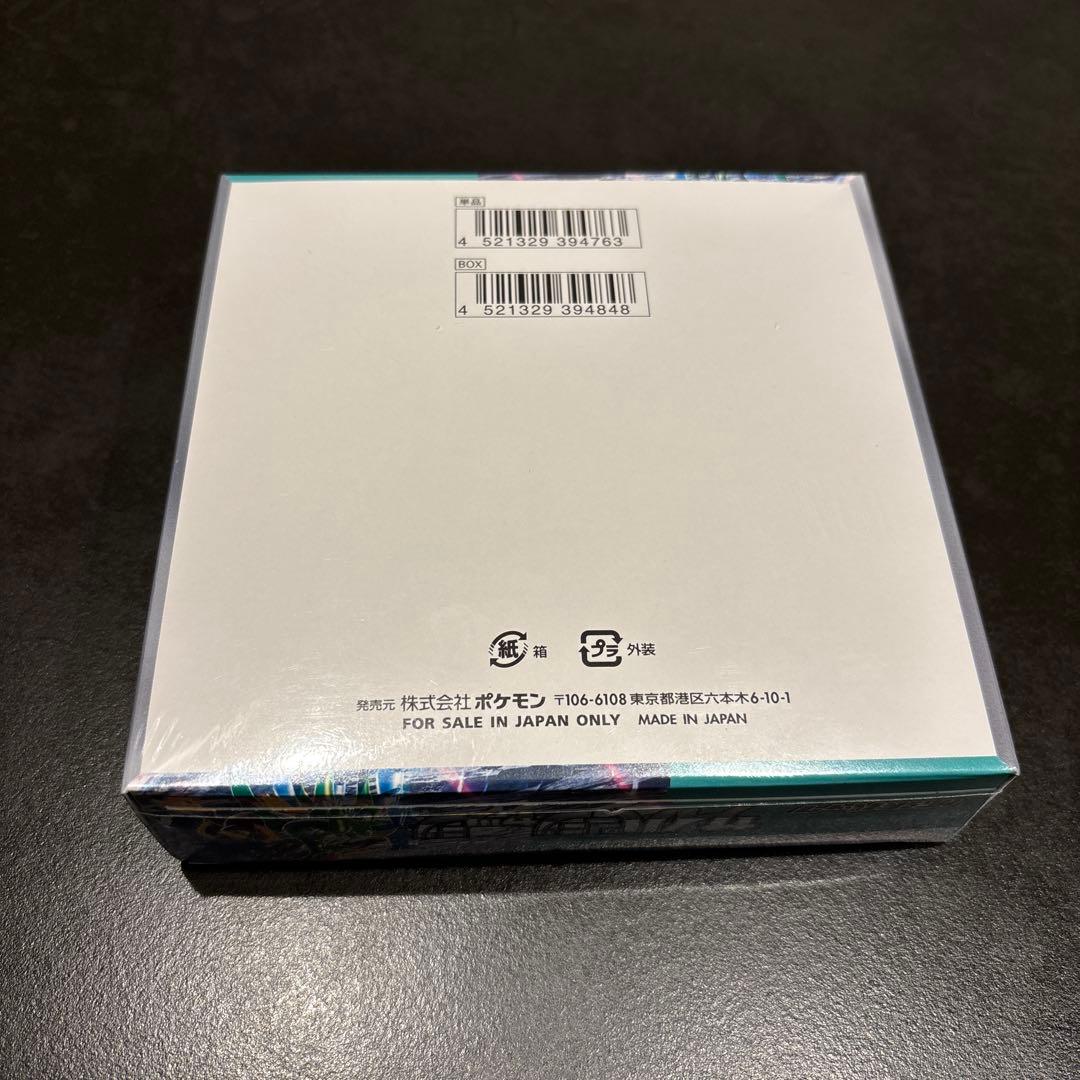 単品
4 521329 394763
BOX
4 521329 394848
紙 箱 プラ 外装
発売元 株式会社ポケモン 〒106-6108 東京都港区六本木6-10-1
FOR SALE IN JAPAN ONLY MADE IN JAPAN